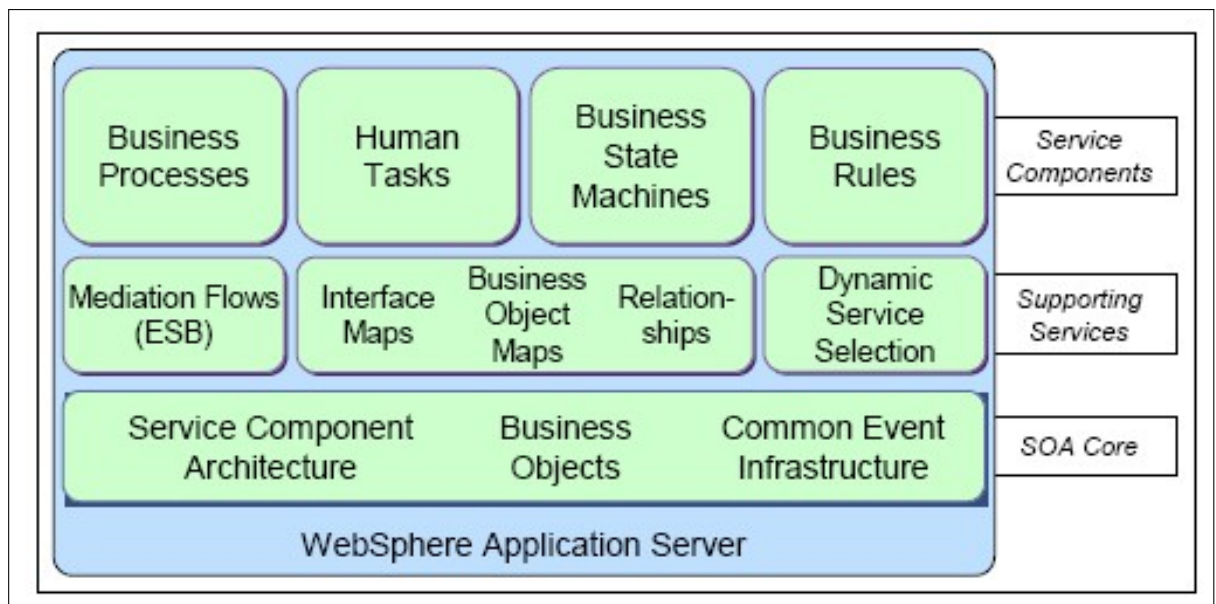 Business
Processes
Human
Tasks
Business
State
Machines
Business
Rules
Service
Components
Mediation Flows
(ESB)
Interface
Maps
Business
Object
Maps
Relation-
ships
Dynamic
Service
Selection
Supporting
Services
Service Component
Architecture
Business
Objects
Common Event
Infrastructure
SOA Core
WebSphere Application Server